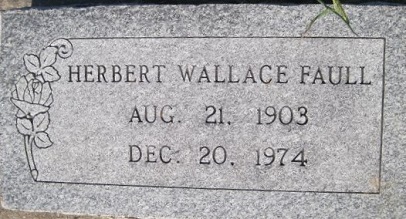 HERBERT WALLACE FAULL
AUG. 21, 1903
DEC. 20, 1974